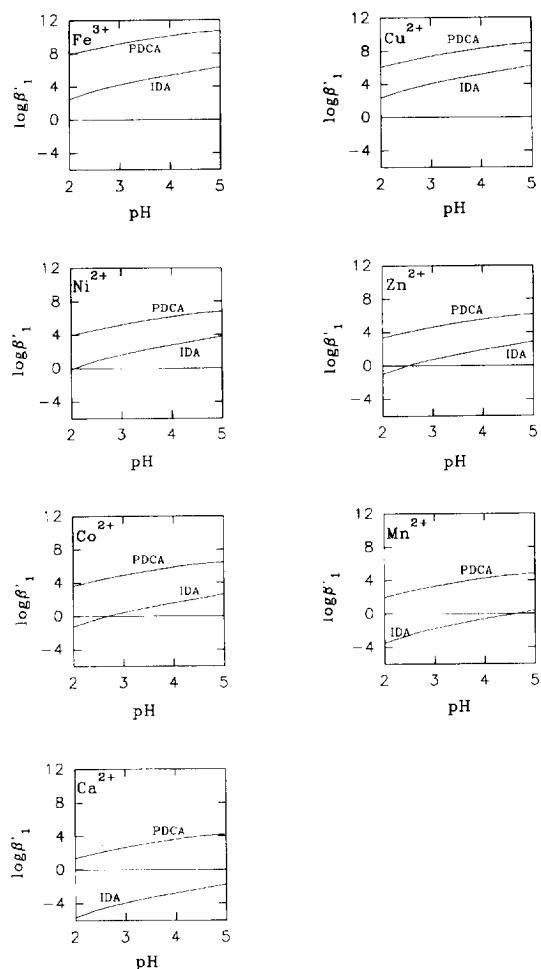 12
8
4
0
−4
logβ'₁
Fe³⁺
PDCA
IDA
2 3 4 5
pH
12
8
4
0
−4
logβ'₁
Cu²⁺
PDCA
IDA
2 3 4 5
pH
12
8
4
0
−4
logβ'₁
Ni²⁺
PDCA
IDA
2 3 4 5
pH
12
8
4
0
−4
logβ'₁
Zn²⁺
PDCA
IDA
2 3 4 5
pH
12
8
4
0
−4
logβ'₁
Co²⁺
PDCA
IDA
2 3 4 5
pH
12
8
4
0
−4
logβ'₁
Mn²⁺
PDCA
IDA
2 3 4 5
pH
12
8
4
0
−4
logβ'₁
Ca²⁺
PDCA
IDA
2 3 4 5
pH